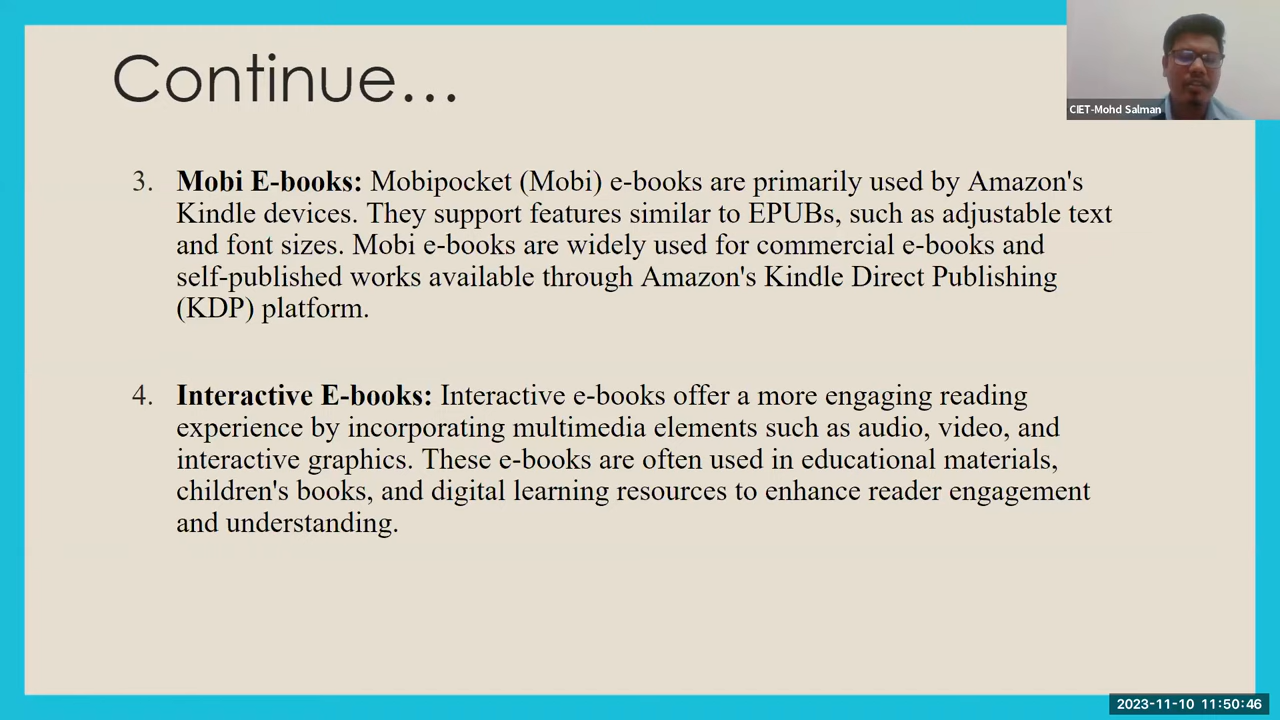 Continue...
CIET-Mohd Salman
3. Mobi E-books: Mobipocket (Mobi) e-books are primarily used by Amazon's
Kindle devices. They support features similar to EPUBs, such as adjustable text
and font sizes. Mobi e-books are widely used for commercial e-books and
self-published works available through Amazon's Kindle Direct Publishing
(KDP) platform.
4. Interactive E-books: Interactive e-books offer a more engaging reading
experience by incorporating multimedia elements such as audio, video, and
interactive graphics. These e-books are often used in educational materials,
children's books, and digital learning resources to enhance reader engagement
and understanding.
2023-11-10 11:50:46